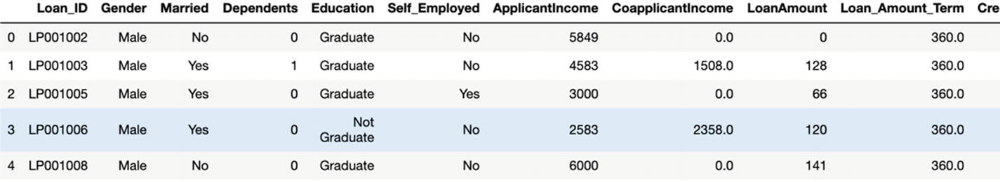 Loan_ID Gender Married Dependents Education Self_Employed ApplicantIncome CoapplicantIncome LoanAmount Loan_Amount_Term Cre
0 LP001002 Male No 0 Graduate No 5849 0.0 0 360.0
1 LP001003 Male Yes 1 Graduate No 4583 1508.0 128 360.0
2 LP001005 Male Yes 0 Graduate Yes 3000 0.0 66 360.0
3 LP001006 Male Yes 0 Not Graduate No 2583 2358.0 120 360.0
4 LP001008 Male No 0 Graduate No 6000 0.0 141 360.0